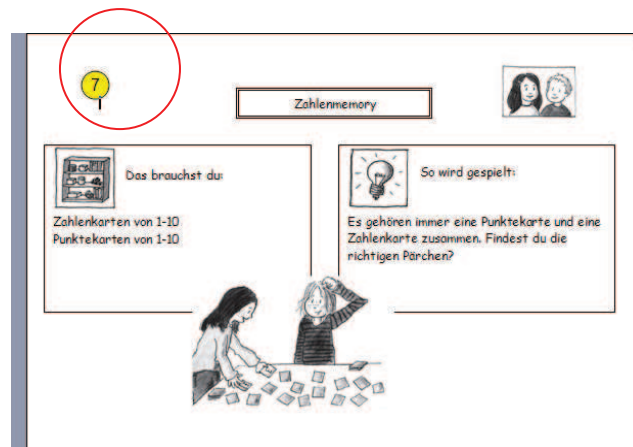 7
Zahlenmemory
Das brauchst du:
Zahlenkarten von 1-10
Punktekarten von 1-10
So wird gespielt:
Es gehören immer eine Punktekarte und eine
Zahlenkarte zusammen. Findest du die
richtigen Pärchen?